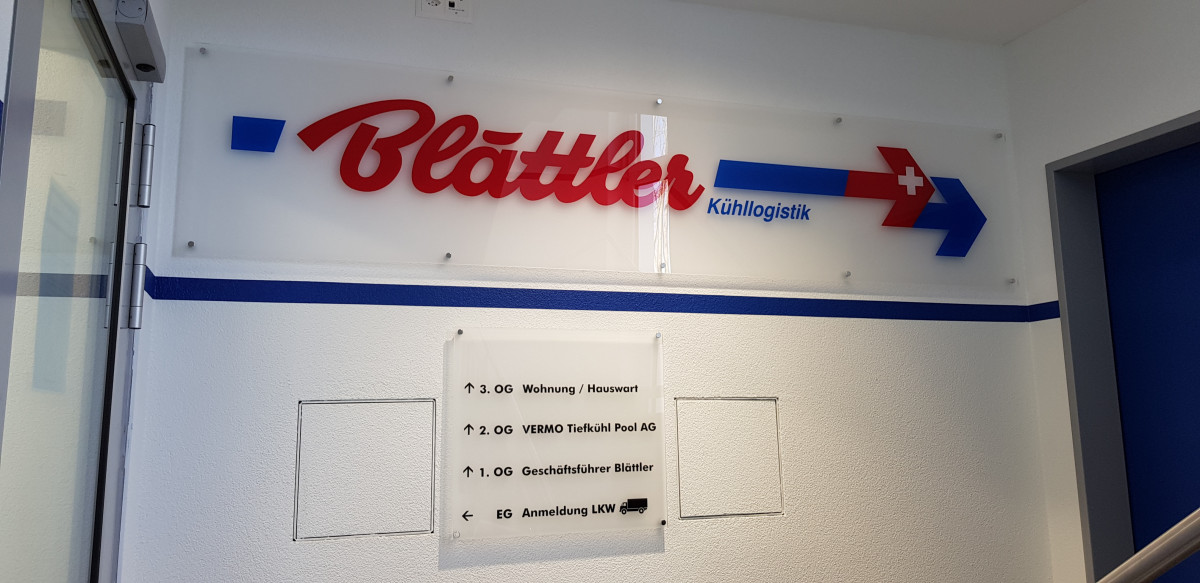 Blättler
Kühllogistik
↑ 3. OG Wohnung / Hauswart
↑ 2. OG VERMO Tiefkühl Pool AG
↑ 1. OG Geschäftsführer Blättler
← EG Anmeldung LKW